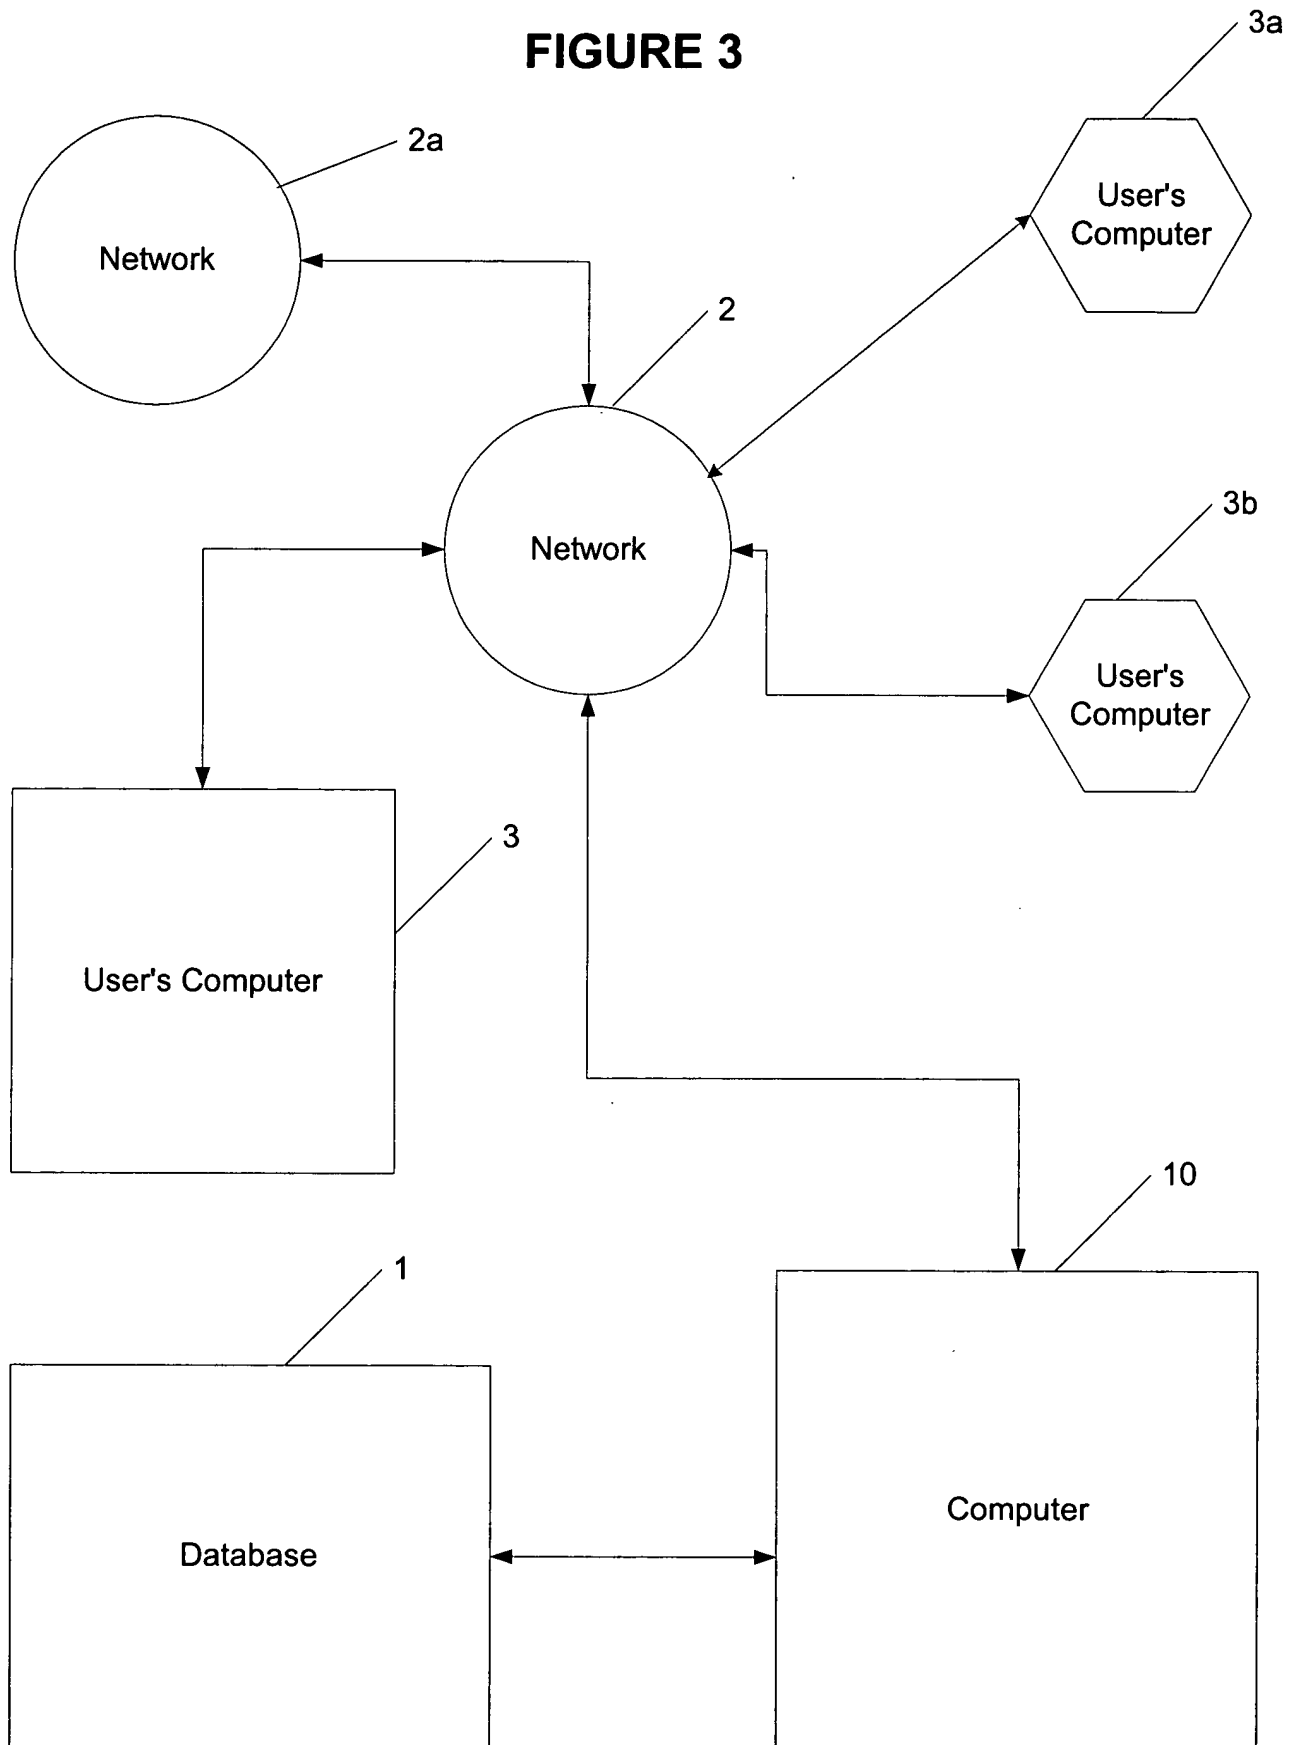 FIGURE 3
3a
2a
User's
Computer
Network
2
3b
Network
User's
Computer
3
User's Computer
10
1
Computer
Database